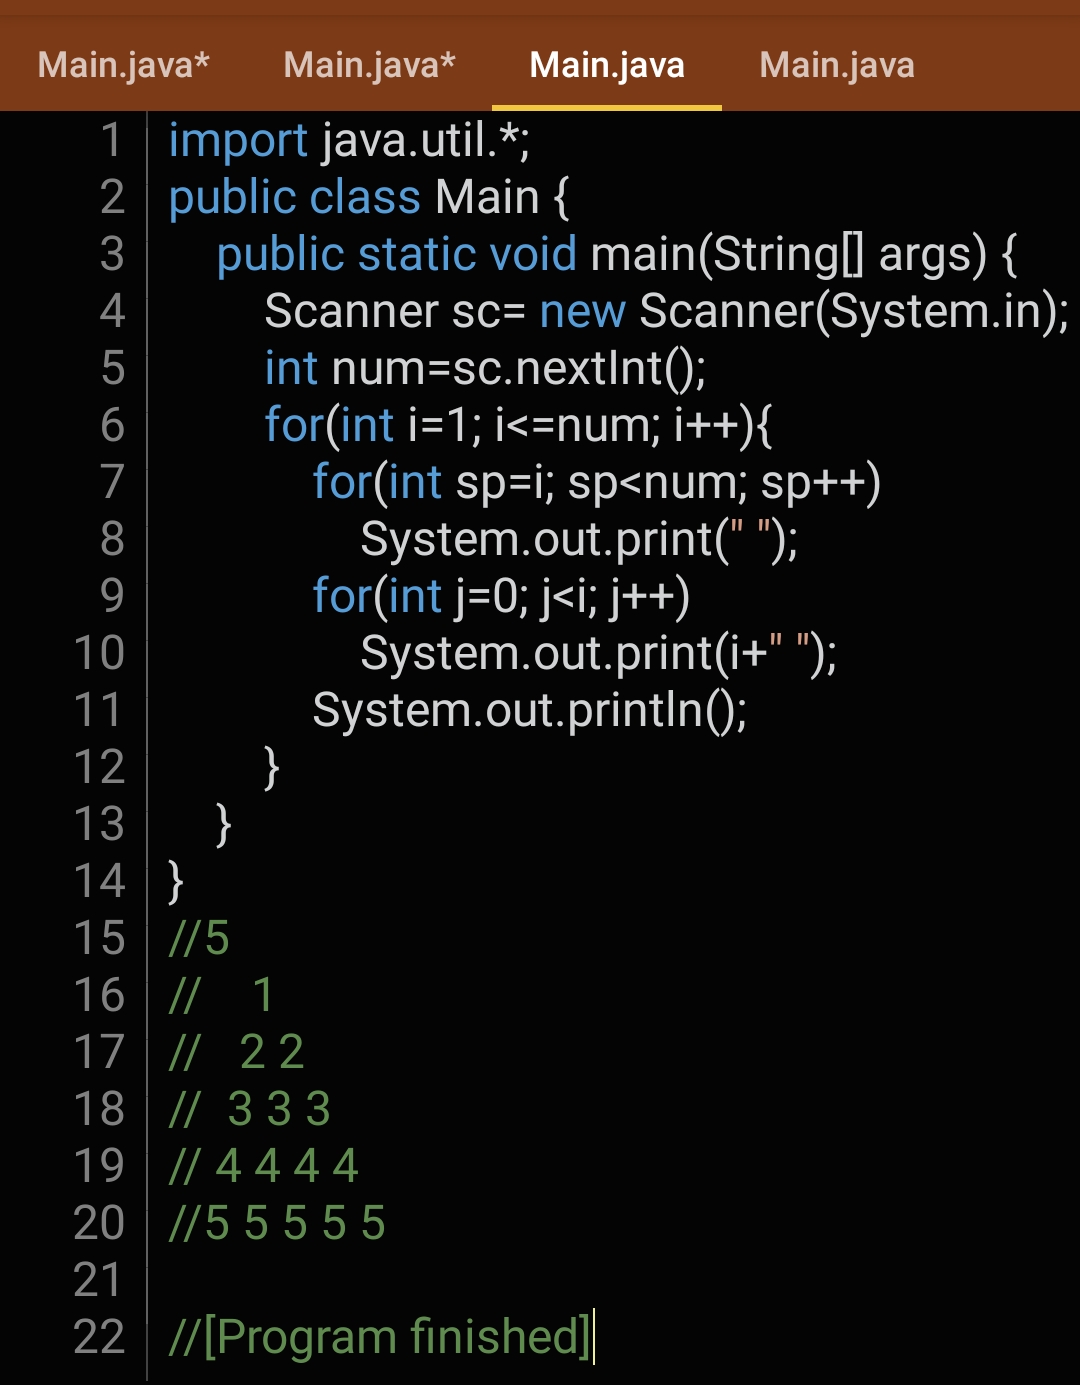 Main.java* Main.java* Main.java Main.java
1 import java.util.*;
2 public class Main {
3     public static void main(String[] args) {
4         Scanner sc= new Scanner(System.in);
5         int num=sc.nextInt();
6         for(int i=1; i<=num; i++){
7             for(int sp=i; sp<num; sp++)
8                 System.out.print(" ");
9             for(int j=0; j<i; j++)
10                 System.out.print(i+" ");
11             System.out.println();
12         }
13     }
14 }
15 //5
16 //    1
17 //   2 2
18 //  3 3 3
19 // 4 4 4 4
20 //5 5 5 5 5
21
22 //[Program finished]